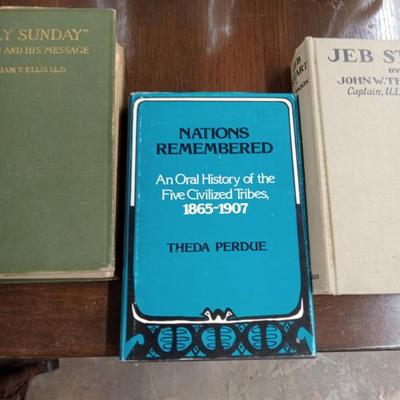 LY SUNDAY"
N AND HIS MESSAGE
IAM T. ELLIS LL.D.
NATIONS
REMEMBERED
An Oral History of the
Five Civilized Tribes,
1865-1907
THEDA PERDUE
JEB ST
BY
JOHN W. TH
Captain, U.S.